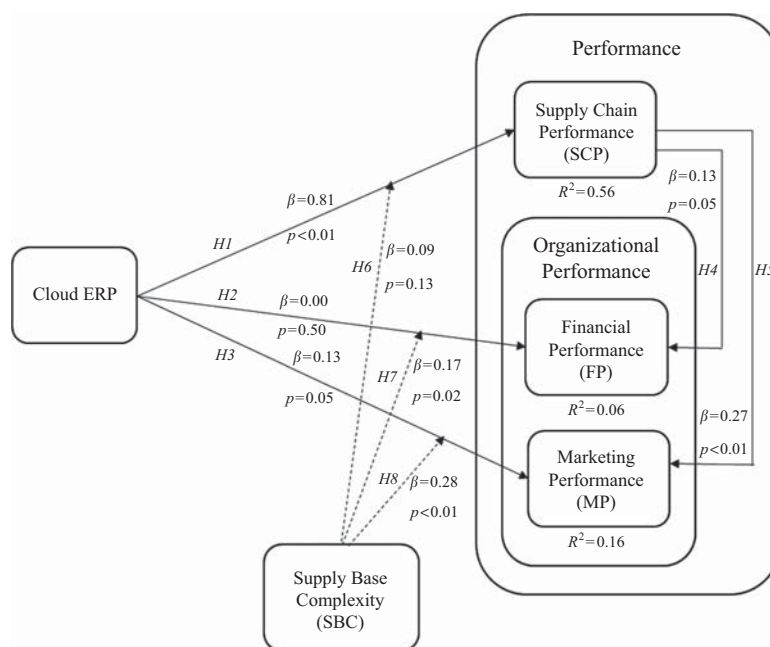 Performance
Supply Chain
Performance
(SCP)
R²=0.56
β=0.13
p=0.05
β=0.81
p<0.01
H1
H6
β=0.09
p=0.13
Organizational
Performance
H4
H5
Cloud ERP
H2
β=0.00
p=0.50
Financial
Performance
(FP)
R²=0.06
H3
β=0.13
p=0.05
H7
β=0.17
p=0.02
β=0.27
p<0.01
Marketing
Performance
(MP)
R²=0.16
H8
β=0.28
p<0.01
Supply Base
Complexity
(SBC)